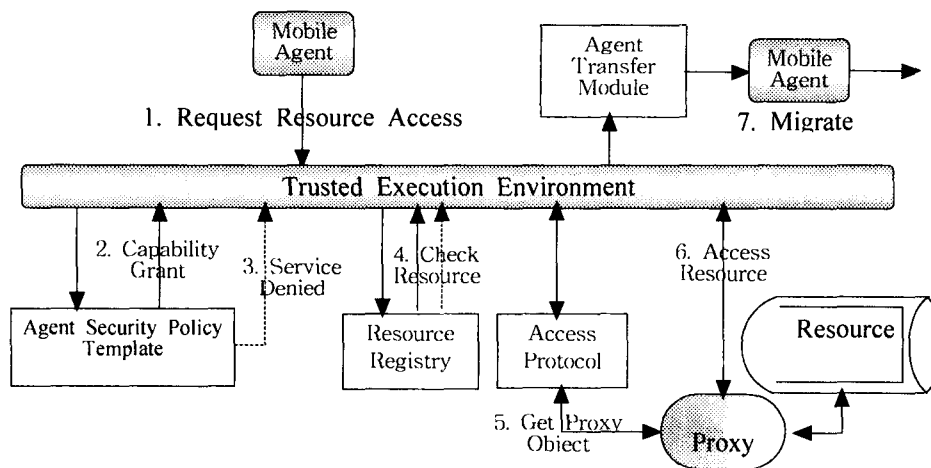 Mobile
Agent
Agent
Transfer
Module
Mobile
Agent
1. Request Resource Access
7. Migrate
Trusted Execution Environment
2. Capability
Grant
3. Service
Denied
4. Check
Resource
6. Access
Resource
Agent Security Policy
Template
Resource
Registry
Access
Protocol
Resource
5. Get Proxy
Object
Proxy